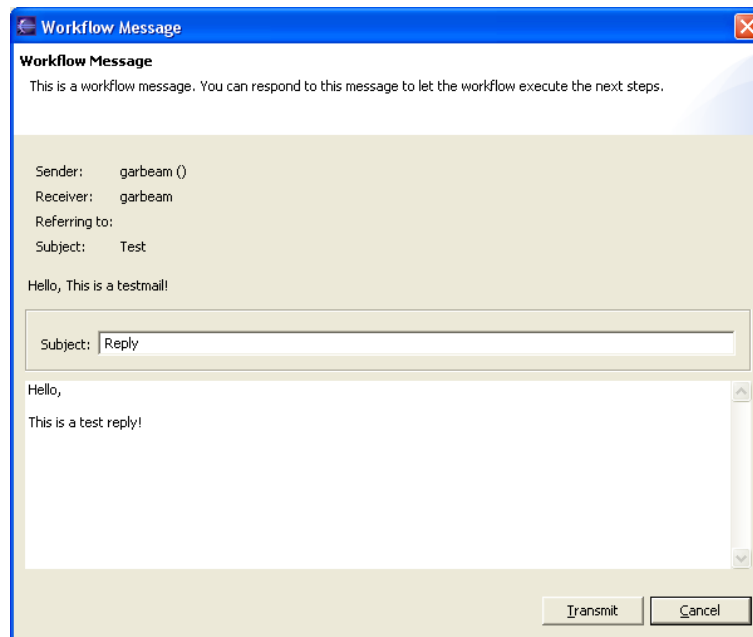 Workflow Message
Workflow Message
This is a workflow message. You can respond to this message to let the workflow execute the next steps.
Sender: garbeam ()
Receiver: garbeam
Referring to:
Subject: Test
Hello, This is a testmail!
Subject: Reply
Hello,
This is a test reply!
Transmit Cancel